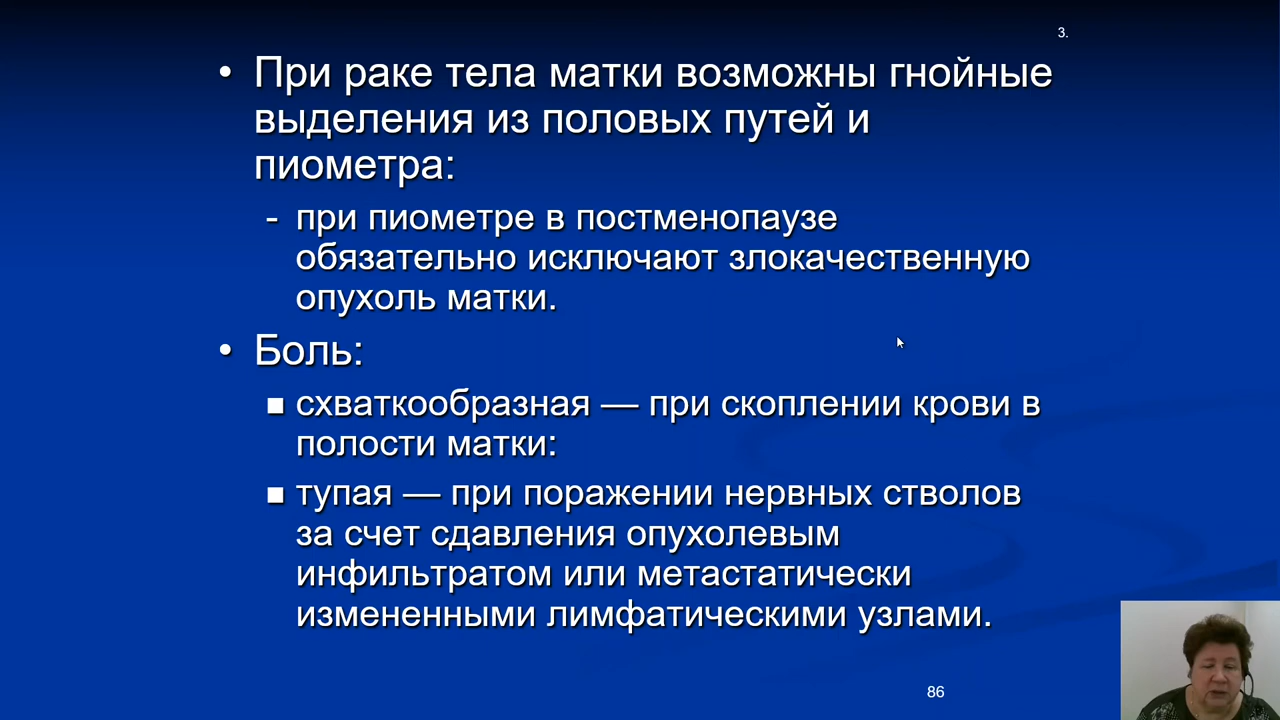 3.
• При раке тела матки возможны гнойные
выделения из половых путей и
пиометра:
- при пиометре в постменопаузе
обязательно исключают злокачественную
опухоль матки.
• Боль:
■ схваткообразная — при скоплении крови в
полости матки:
■ тупая — при поражении нервных стволов
за счет сдавления опухолевым
инфильтратом или метастатически
измененными лимфатическими узлами.
86